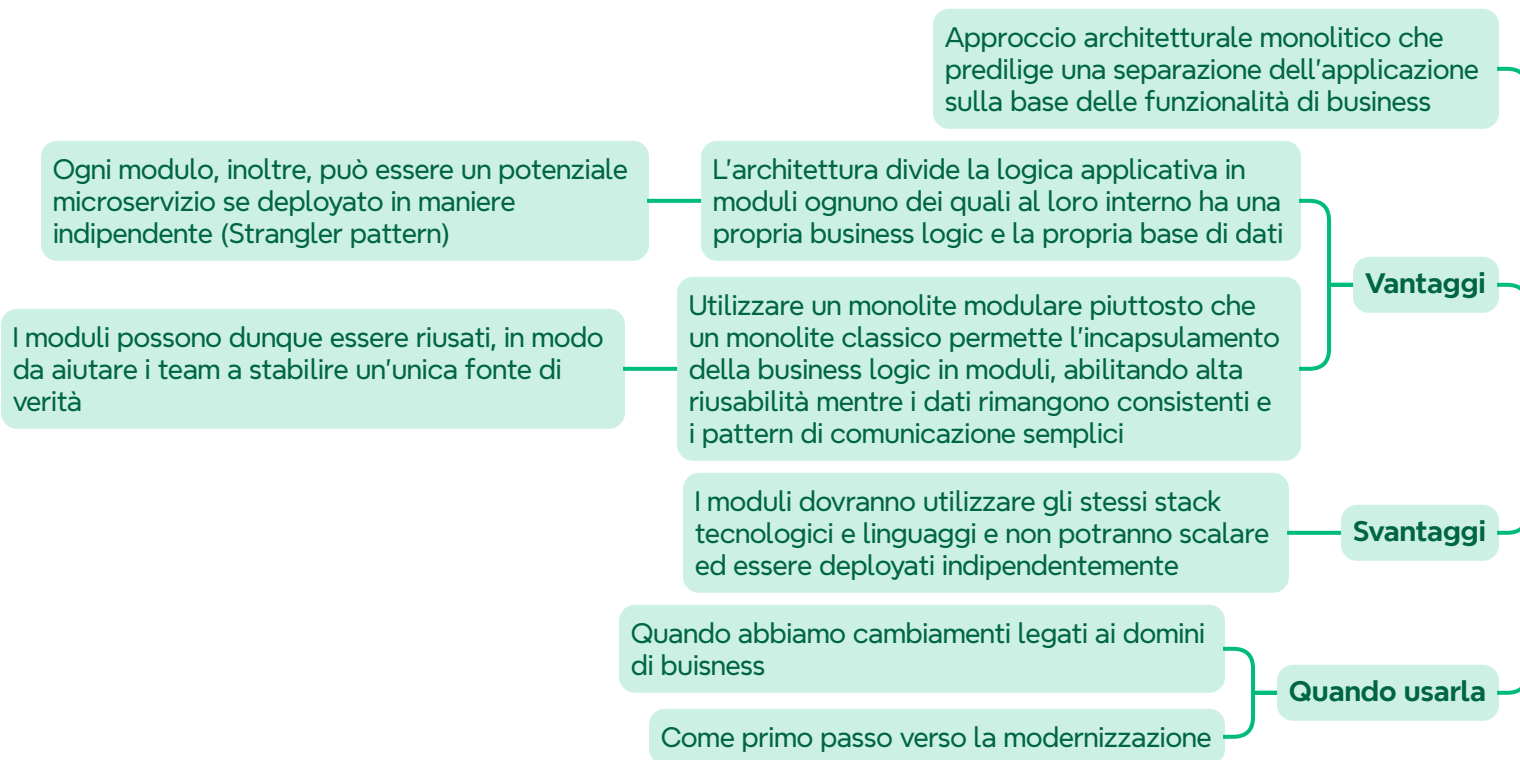 Approccio architetturale monolitico che
predilige una separazione dell'applicazione
sulla base delle funzionalità di business
Ogni modulo, inoltre, può essere un potenziale
microservizio se deployato in maniere
indipendente (Strangler pattern)
L'architettura divide la logica applicativa in
moduli ognuno dei quali al loro interno ha una
propria business logic e la propria base di dati
Vantaggi
I moduli possono dunque essere riusati, in modo
da aiutare i team a stabilire un'unica fonte di
verità
Utilizzare un monolite modulare piuttosto che
un monolite classico permette l'incapsulamento
della business logic in moduli, abilitando alta
riusabilità mentre i dati rimangono consistenti e
i pattern di comunicazione semplici
I moduli dovranno utilizzare gli stessi stack
tecnologici e linguaggi e non potranno scalare
ed essere deployati indipendentemente
Svantaggi
Quando abbiamo cambiamenti legati ai domini
di buisness
Quando usarla
Come primo passo verso la modernizzazione